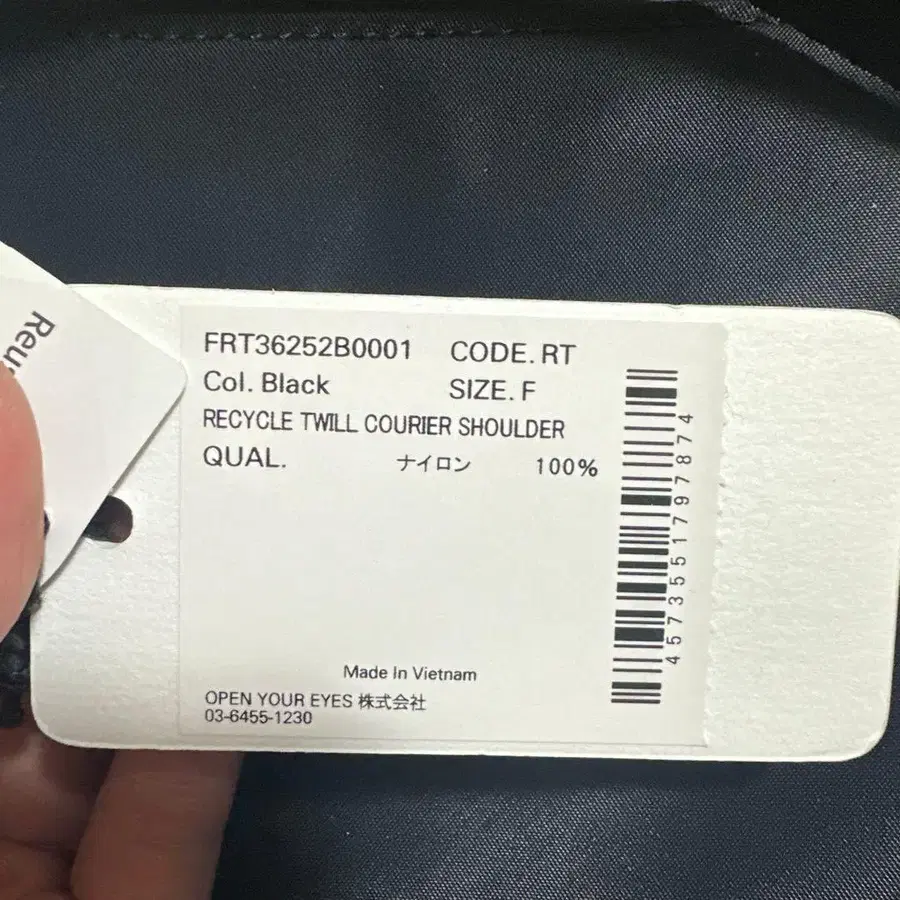 Reu
FRT36252B0001 CODE. RT
Col. Black SIZE. F
RECYCLE TWILL COURIER SHOULDER
QUAL. ナイロン 100%
4573551797874
Made In Vietnam
OPEN YOUR EYES 株式会社
03-6455-1230